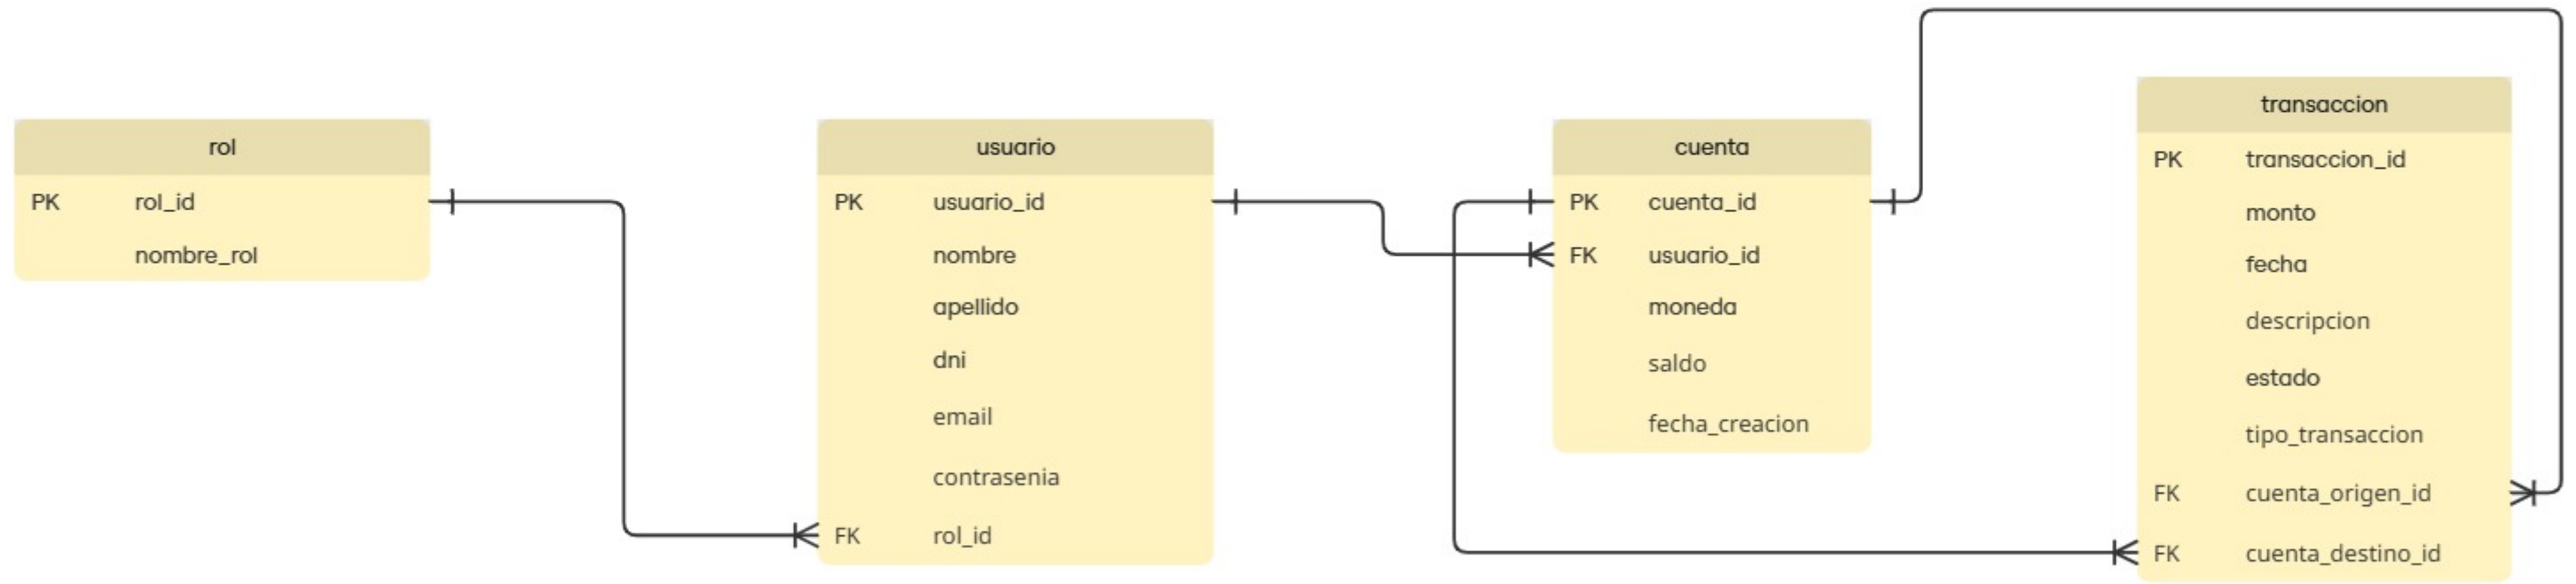 rol
PK rol_id
nombre_rol
usuario
PK usuario_id
nombre
apellido
dni
email
contrasenia
FK rol_id
cuenta
PK cuenta_id
FK usuario_id
moneda
saldo
fecha_creacion
transaccion
PK transaccion_id
monto
fecha
descripcion
estado
tipo_transaccion
FK cuenta_origen_id
FK cuenta_destino_id